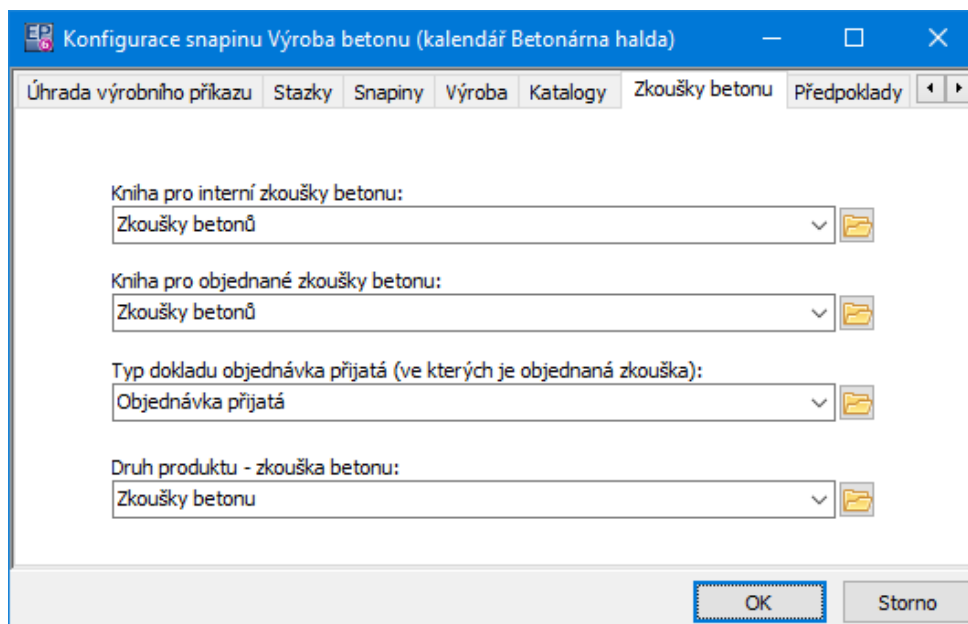 EP 6 Konfigurace snapinu Výroba betonu (kalendář Betonárna halda)
Úhrada výrobního příkazu Stazky Snapiny Výroba Katalogy Zkoušky betonu Předpoklady
Kniha pro interní zkoušky betonu:
Zkoušky betonů
Kniha pro objednané zkoušky betonu:
Zkoušky betonů
Typ dokladu objednávka přijatá (ve kterých je objednaná zkouška):
Objednávka přijatá
Druh produktu - zkouška betonu:
Zkoušky betonu
OK Storno